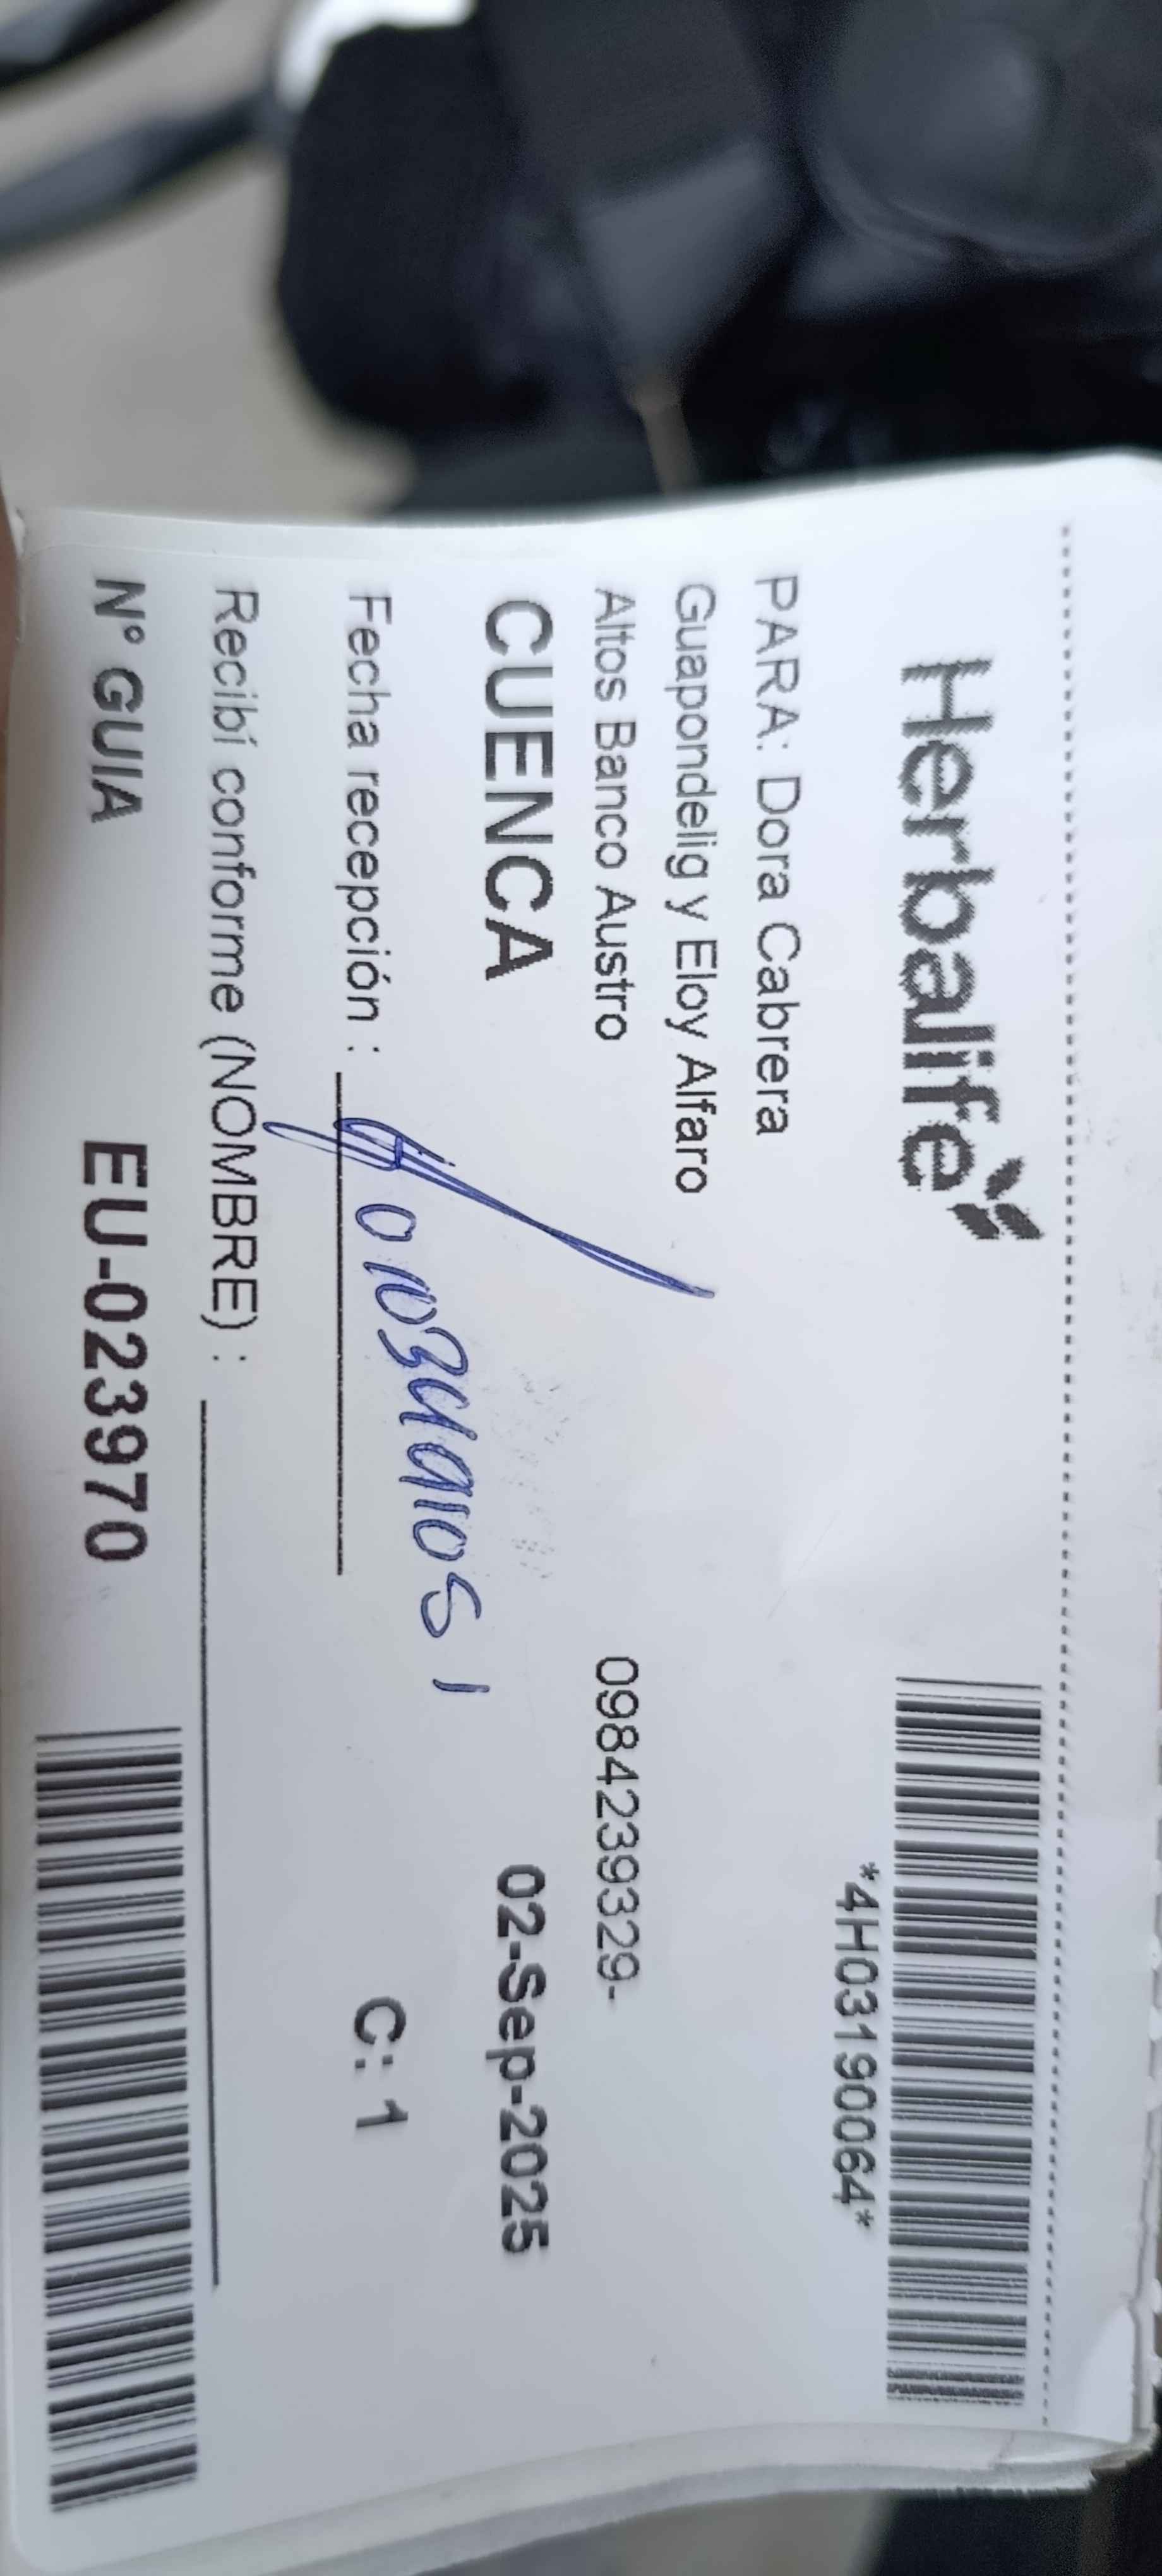 Herbalife
*4H03190064*
PARA: Dora Cabrera
Guapondelig y Eloy Alfaro
Altos Banco Austro 0984239329-
CUENCA 02-Sep-2025
Fecha recepción :
C: 1
Recibí conforme (NOMBRE) :
N° GUIA EU-023970